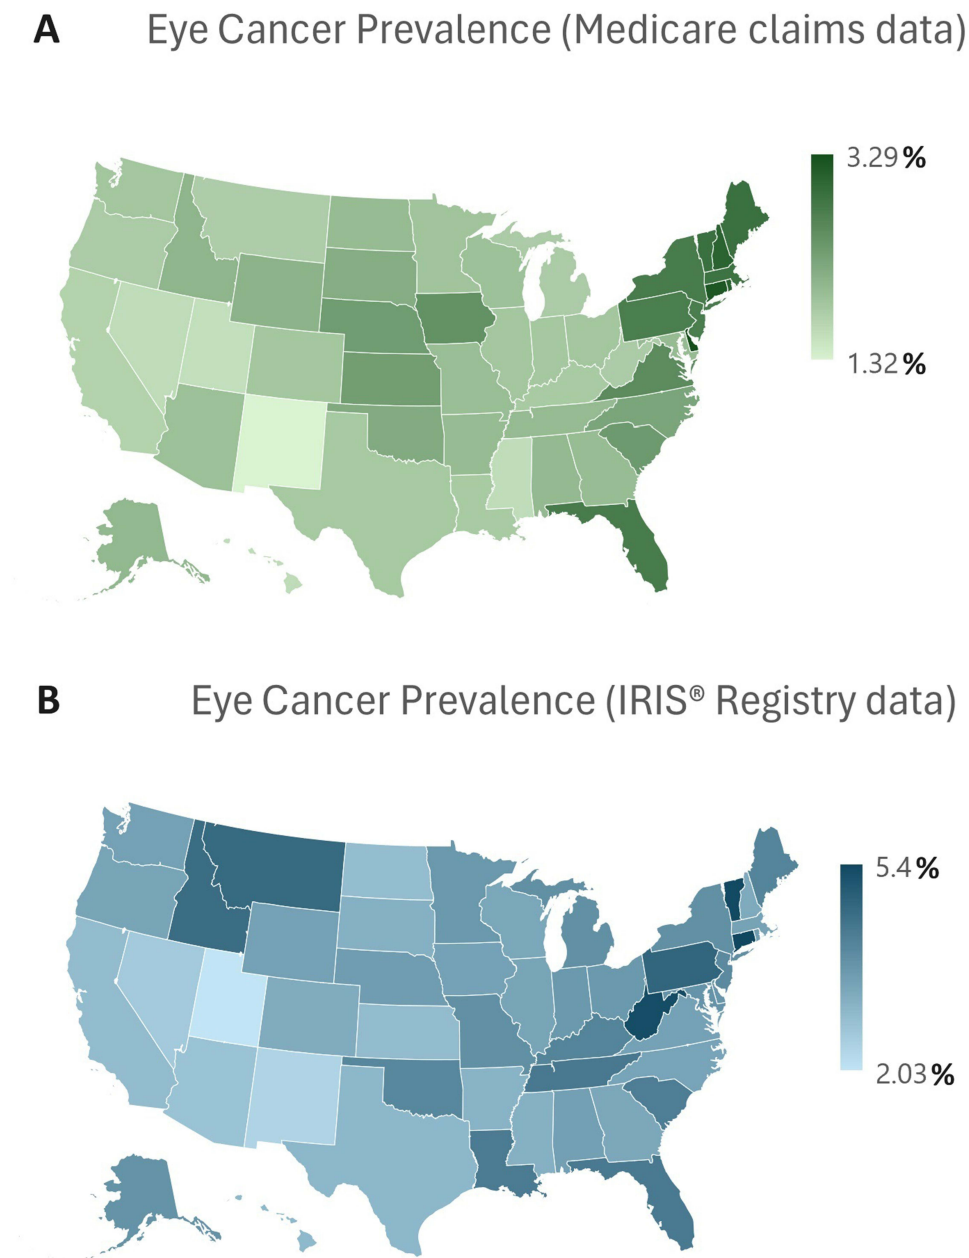 A Eye Cancer Prevalence (Medicare claims data)
3.29%
1.32%
B Eye Cancer Prevalence (IRIS® Registry data)
5.4%
2.03%